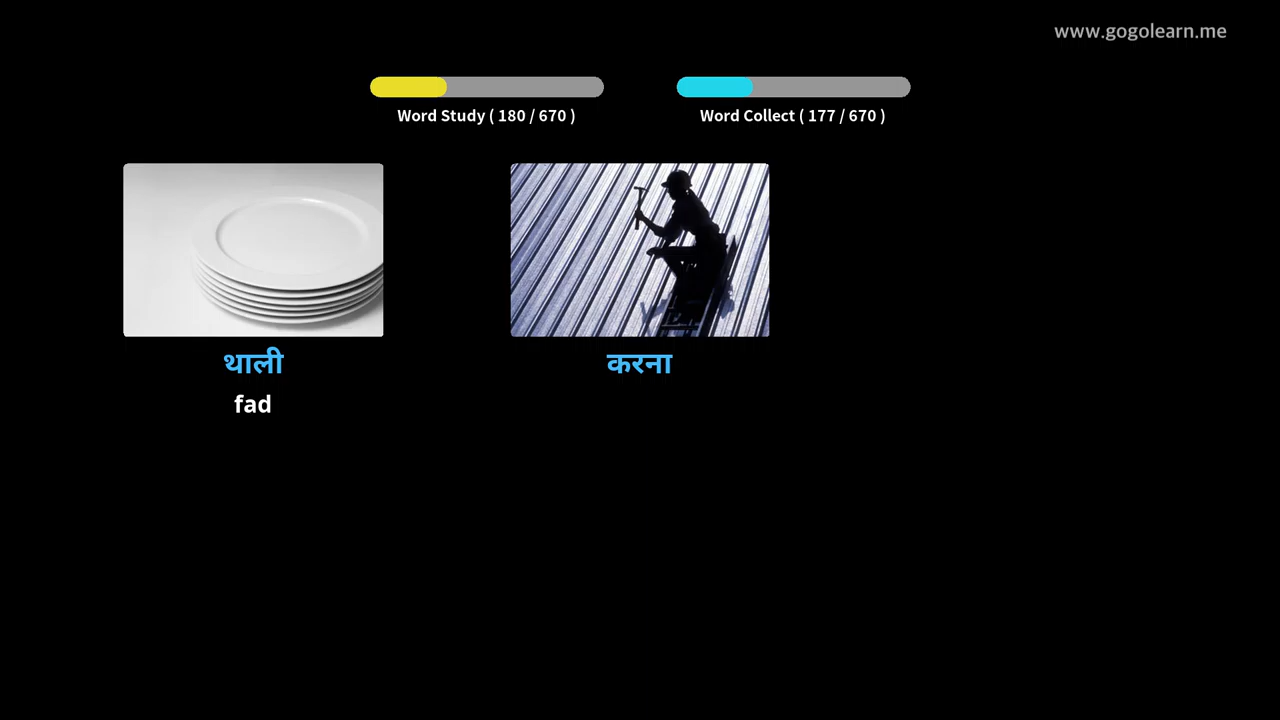 www.gogolearn.me
Word Study ( 180 / 670 )
Word Collect ( 177 / 670 )
थाली
करना
fad